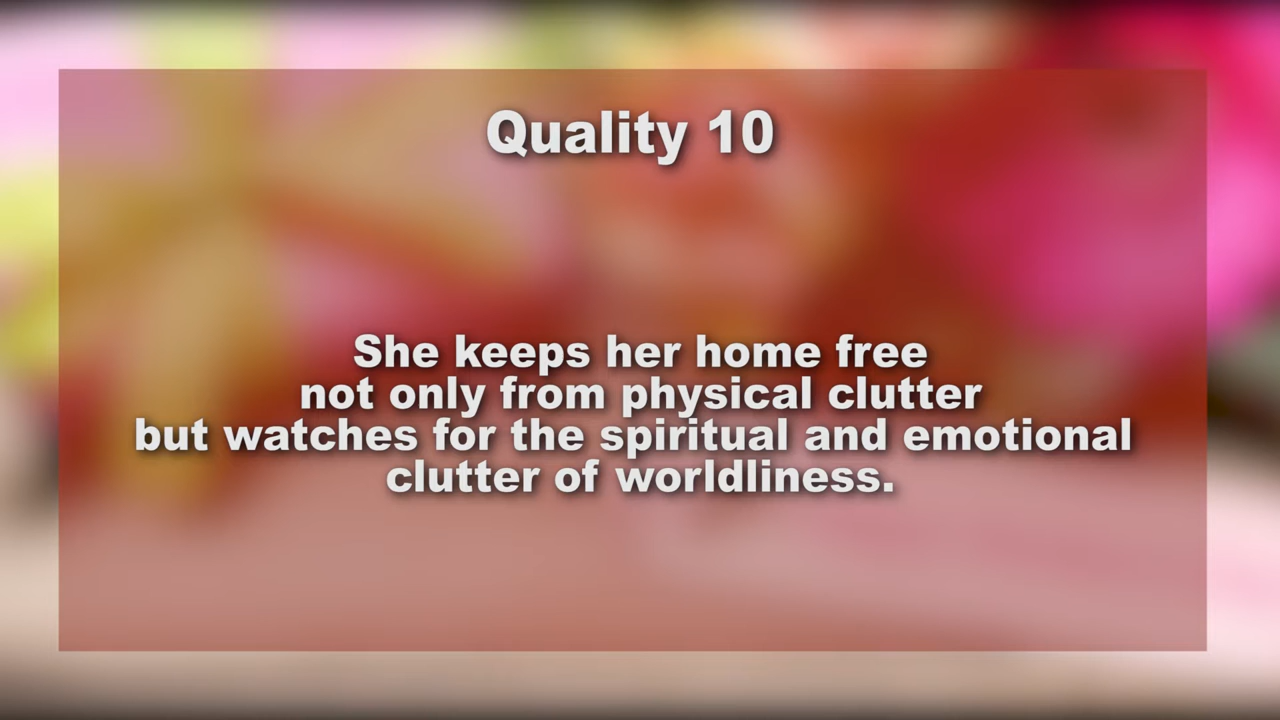 Quality 10
She keeps her home free
not only from physical clutter
but watches for the spiritual and emotional
clutter of worldliness.